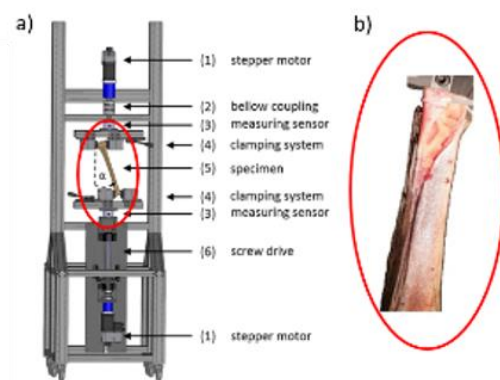 a)
b)
(1) stepper motor
(2) bellow coupling
(3) measuring sensor
(4) clamping system
(5) specimen
α
(4) clamping system
(3) measuring sensor
(6) screw drive
(1) stepper motor